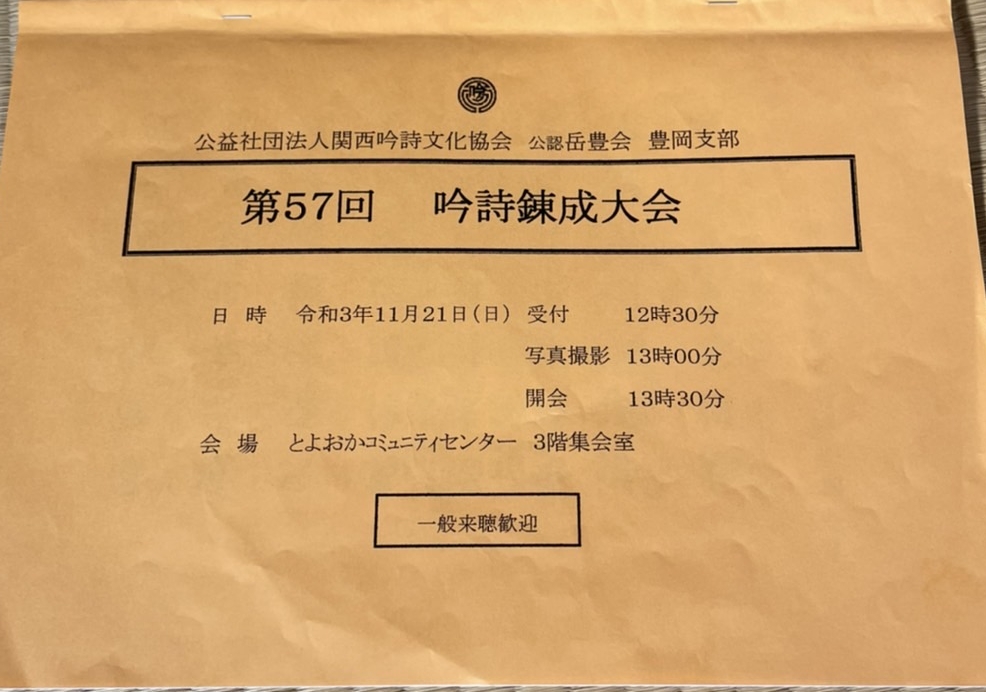 吟
公益社団法人関西吟詩文化協会 公認岳豊会 豊岡支部
第57回 吟詩錬成大会
日 時 令和3年11月21日(日) 受付 12時30分
写真撮影 13時00分
開会 13時30分
会 場 とよおかコミュニティセンター 3階集会室
一般来聴歓迎